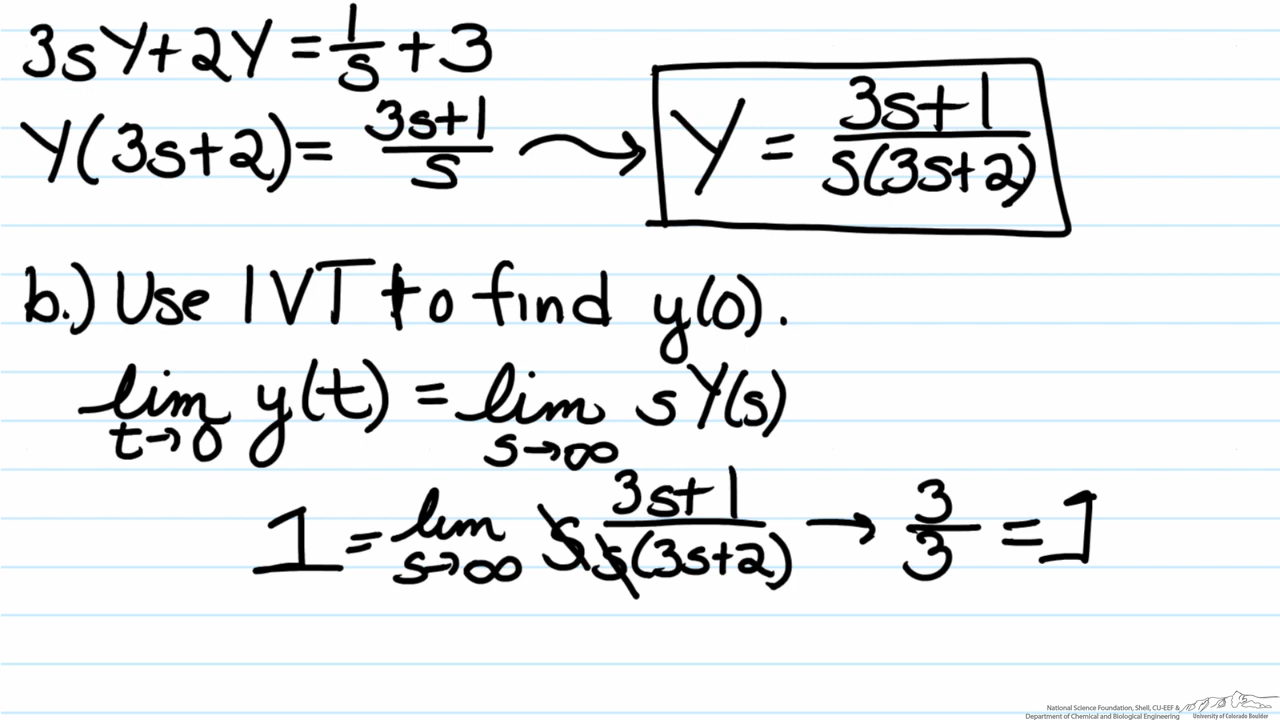 3sY+2Y = 1/s + 3
Y(3s+2) = (3s+1)/s → Y = (3s+1)/(s(3s+2))
b.) Use IVT to find y(0).
lim t→0 y(t) = lim s→∞ sY(s)
1 = lim s→∞ s (3s+1)/(s(3s+2)) → 3/3 = 1
National Science Foundation, Shell, CU-EEF &
Department of Chemical and Biological Engineering
University of Colorado Boulder